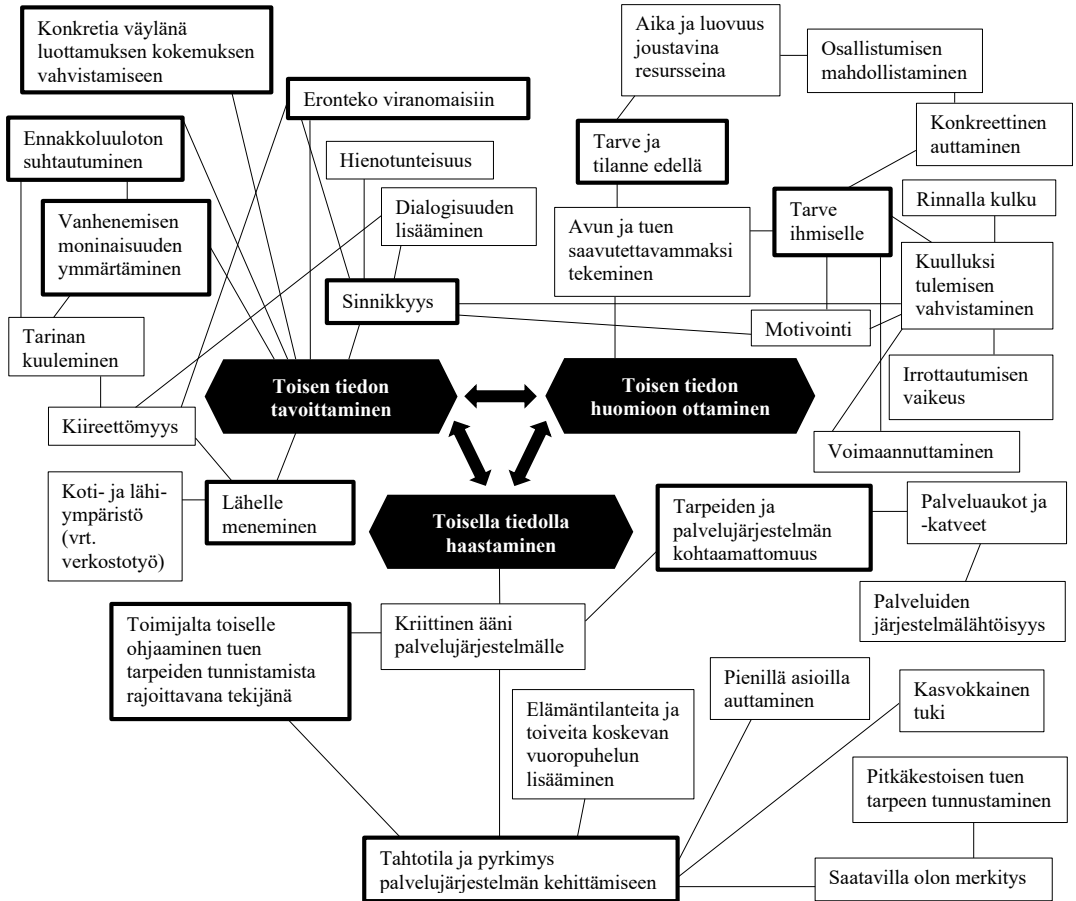 Konkretia väylänä
luottamuksen kokemuksen
vahvistamiseen
Aika ja luovuus
joustavina
resursseina
Osallistumisen
mahdollistaminen
Eronteko viranomaisiin
Ennakkoluuloton
suhtautuminen
Hienotunteisuus
Tarve ja
tilanne edellä
Konkreettinen
auttaminen
Vanhenemisen
moninaisuuden
ymmärtäminen
Dialogisuuden
lisääminen
Avun ja tuen
saavutettavammaksi
tekeminen
Tarve
ihmiselle
Rinnalla kulku
Kuulluksi
tulemisen
vahvistaminen
Sinnikkyys
Motivointi
Tarinan
kuuleminen
Toisen tiedon
tavoittaminen
Toisen tiedon
huomioon ottaminen
Irrottautumisen
vaikeus
Kiireettömyys
Voimaannuttaminen
Koti- ja lähi-
ympäristö
(vrt.
verkostotyö)
Lähelle
meneminen
Toisella tiedolla
haastaminen
Tarpeiden ja
palvelujärjestelmän
kohtaamattomuus
Palveluaukot ja
-katveet
Toimijalta toiselle
ohjaaminen tuen
tarpeiden tunnistamista
rajoittavana tekijänä
Kriittinen ääni
palvelujärjestelmälle
Palveluiden
järjestelmälähtöisyys
Elämäntilanteita ja
toiveita koskevan
vuoropuhelun
lisääminen
Pienillä asioilla
auttaminen
Kasvokkainen
tuki
Pitkäkestoisen tuen
tarpeen tunnustaminen
Tahtotila ja pyrkimys
palvelujärjestelmän kehittämiseen
Saatavilla olon merkitys